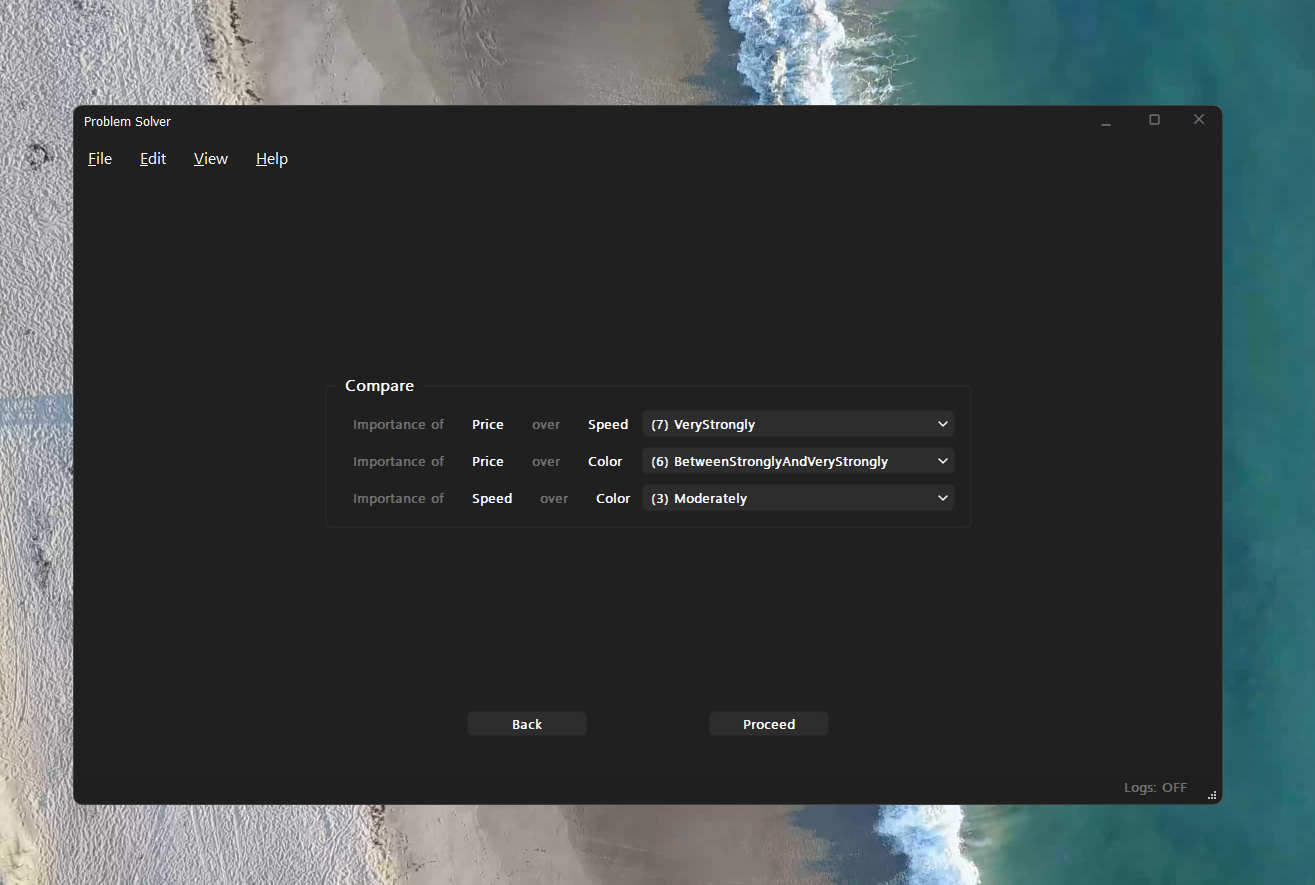 Problem Solver
File Edit View Help
Compare
Importance of Price over Speed (7) VeryStrongly
Importance of Price over Color (6) BetweenStronglyAndVeryStrongly
Importance of Speed over Color (3) Moderately
Back Proceed
Logs: OFF